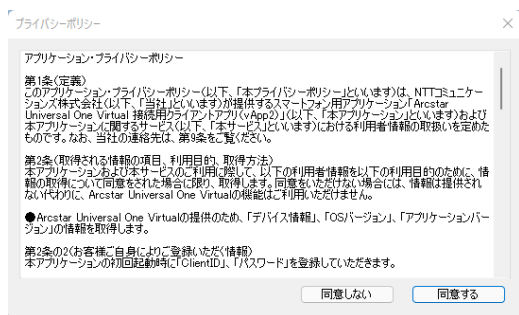 プライバシーポリシー
アプリケーション・プライバシーポリシー
第1条(定義)
このアプリケーション・プライバシーポリシー(以下、「本プライバシーポリシー」といいます)は、NTTコミュニケー
ションズ株式会社(以下、「当社」といいます)が提供するスマートフォン用アプリケーション「Arcstar
Universal One Virtual 接続用クライアントアプリ(vApp2)」(以下、「本アプリケーション」といいます)および
本アプリケーションに関するサービス(以下、「本サービス」といいます)における利用者情報の取扱いを定めた
ものです。なお、当社の連絡先は、第9条をご覧ください。
第2条(取得される情報の項目、利用目的、取得方法)
本アプリケーションおよび本サービスのご利用に際して、以下の利用者情報を以下の利用目的のために、情
報の取得について同意をされた場合に限り、取得します。同意をいただけない場合には、情報は提供され
ない代わりに、Arcstar Universal One Virtualの機能はご利用いただけません。
●Arcstar Universal One Virtualの提供のため、「デバイス情報」、「OSバージョン」、「アプリケーションバー
ジョン」の情報を取得します。
第2条の2(お客様ご自身によりご登録いただく情報)
本アプリケーションの初回起動時に「ClientID」、「パスワード」を登録していただきます。
同意しない
同意する